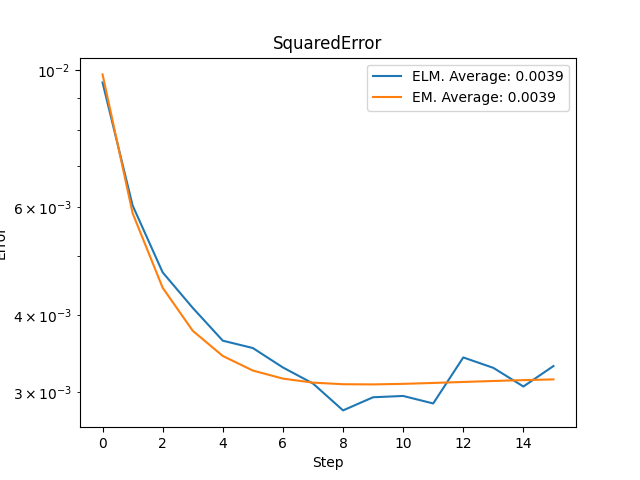 SquaredError
10⁻²
6 × 10⁻³
4 × 10⁻³
3 × 10⁻³
Error
ELM. Average: 0.0039
EM. Average: 0.0039
0 2 4 6 8 10 12 14
Step